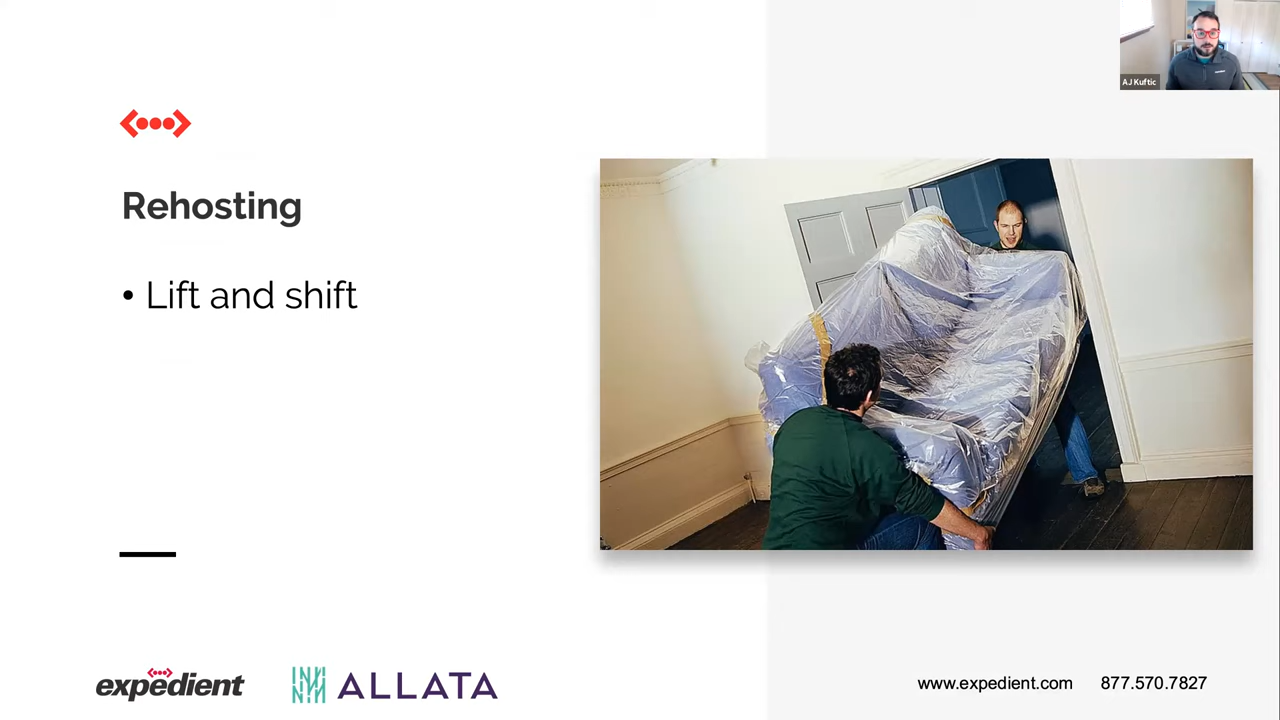 AJ Kuftic
Rehosting
• Lift and shift
expedient
ALLATA
www.expedient.com
877.570.7827